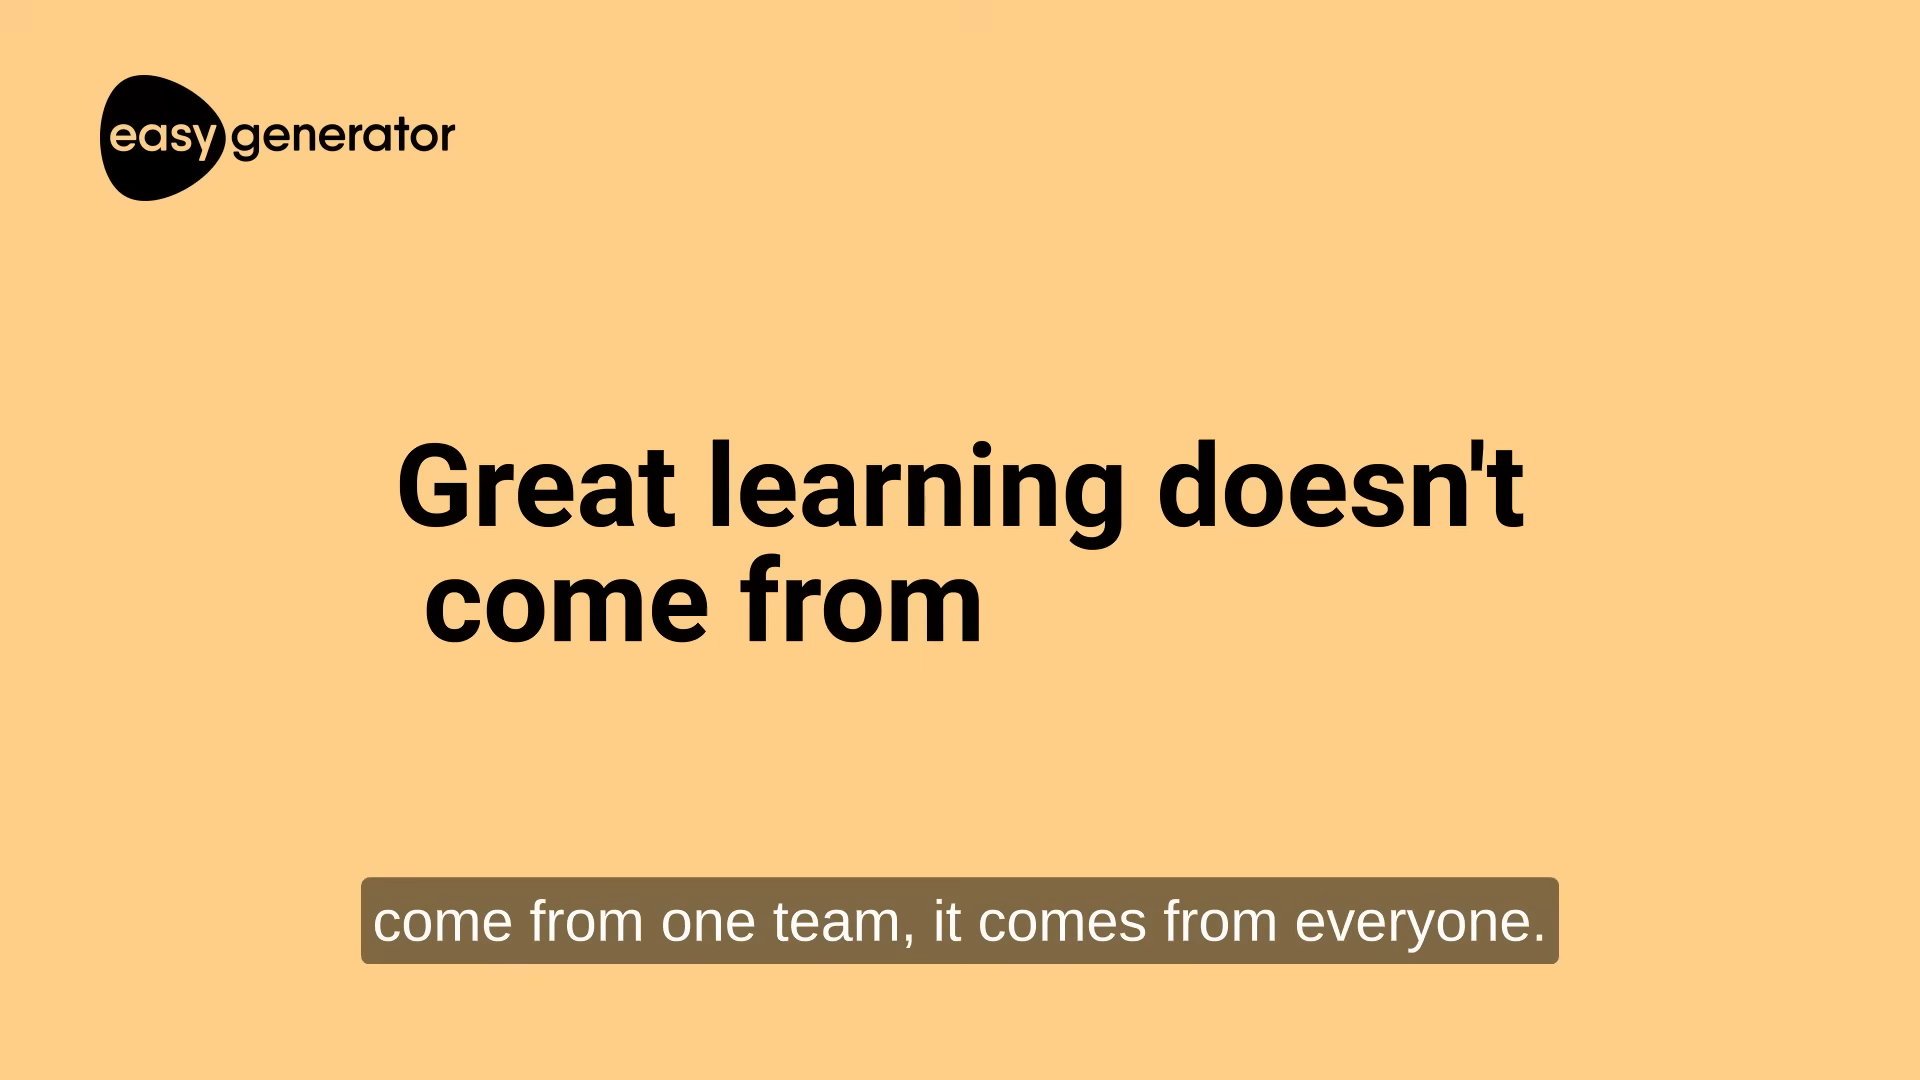 easygenerator
Great learning doesn't
come from
come from one team, it comes from everyone.